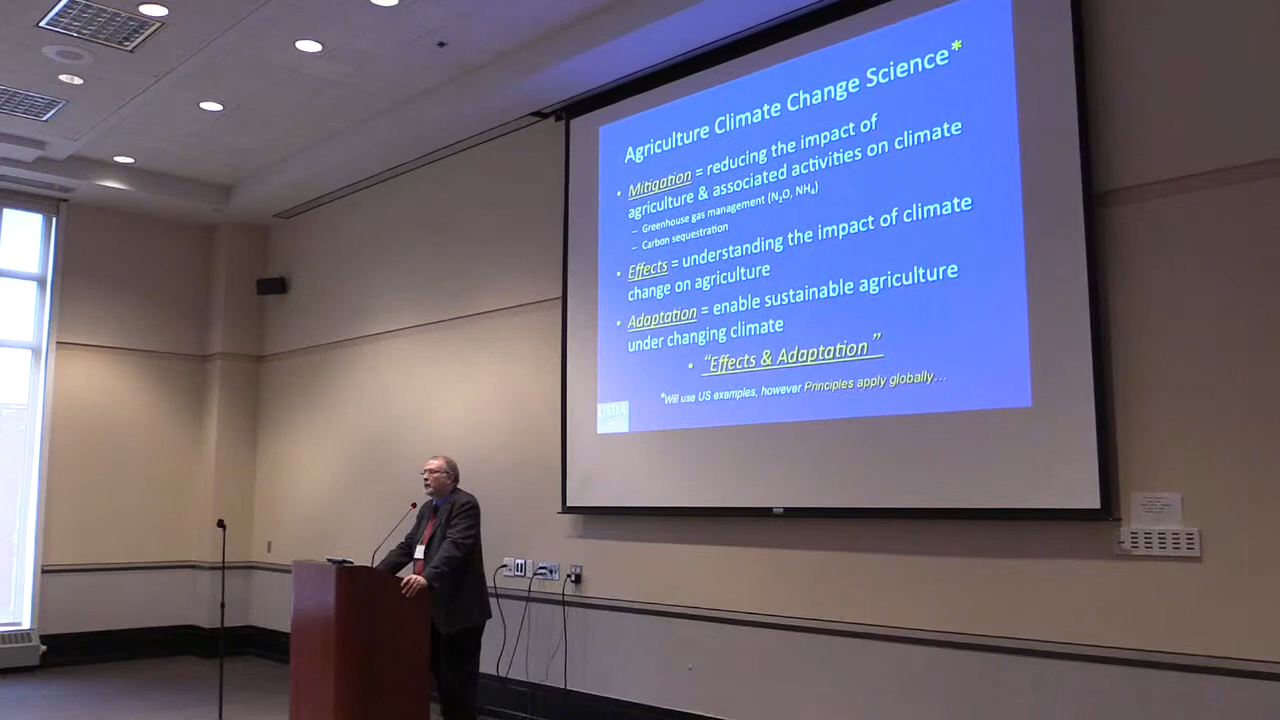 Agriculture Climate Change Science*
• Mitigation = reducing the impact of
agriculture & associated activities on climate
– Greenhouse gas management (N₂O, NH₄)
– Carbon sequestration
• Effects = understanding the impact of climate
change on agriculture
• Adaptation = enable sustainable agriculture
under changing climate
• “Effects & Adaptation”
*Will use US examples, however Principles apply globally…
USDA